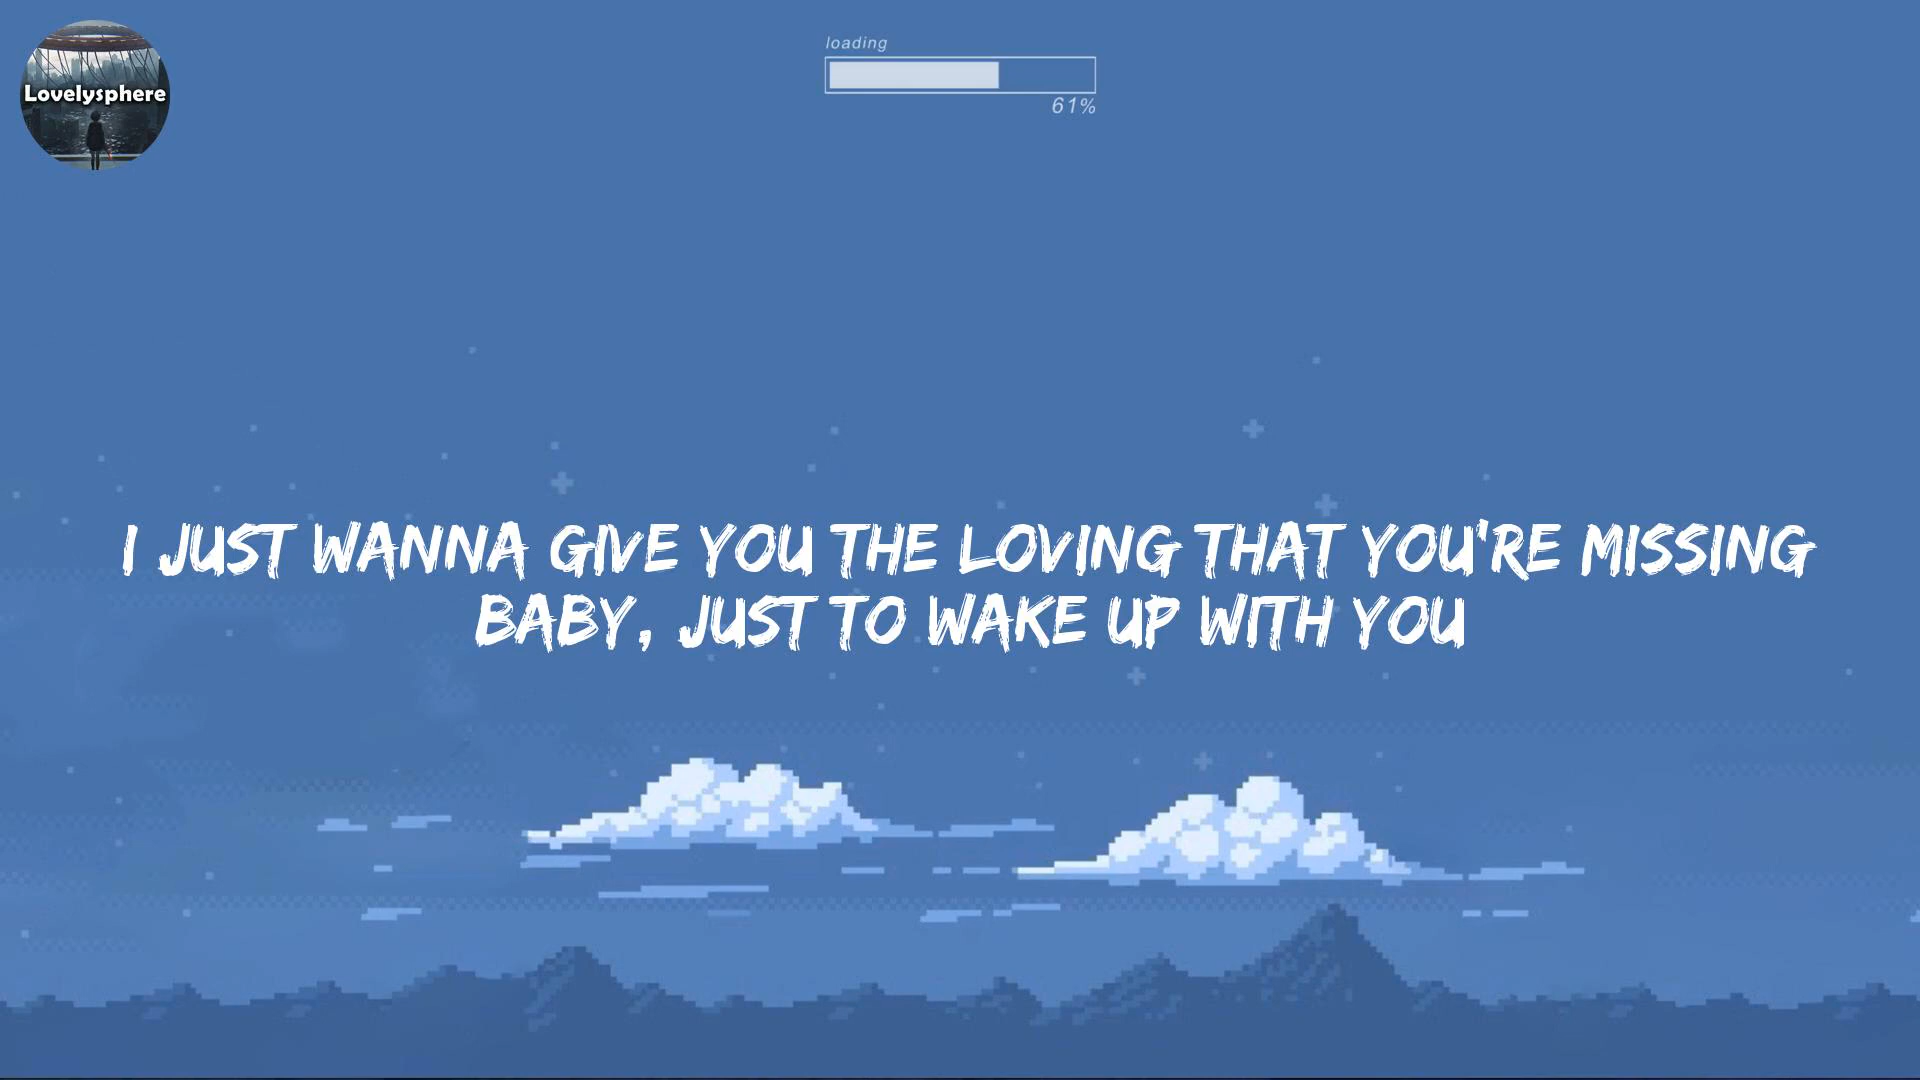 Lovelysphere
loading
61%
I JUST WANNA GIVE YOU THE LOVING THAT YOU'RE MISSING
BABY, JUST TO WAKE UP WITH YOU